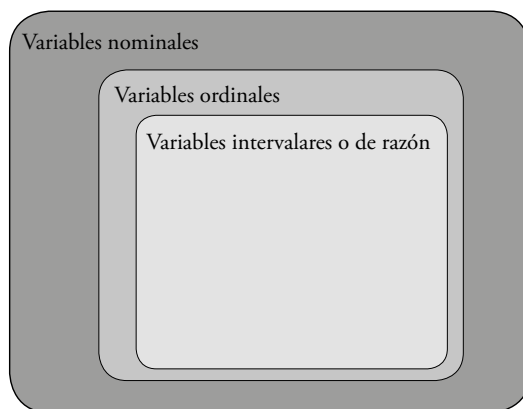 Variables nominales
Variables ordinales
Variables intervalares o de razón